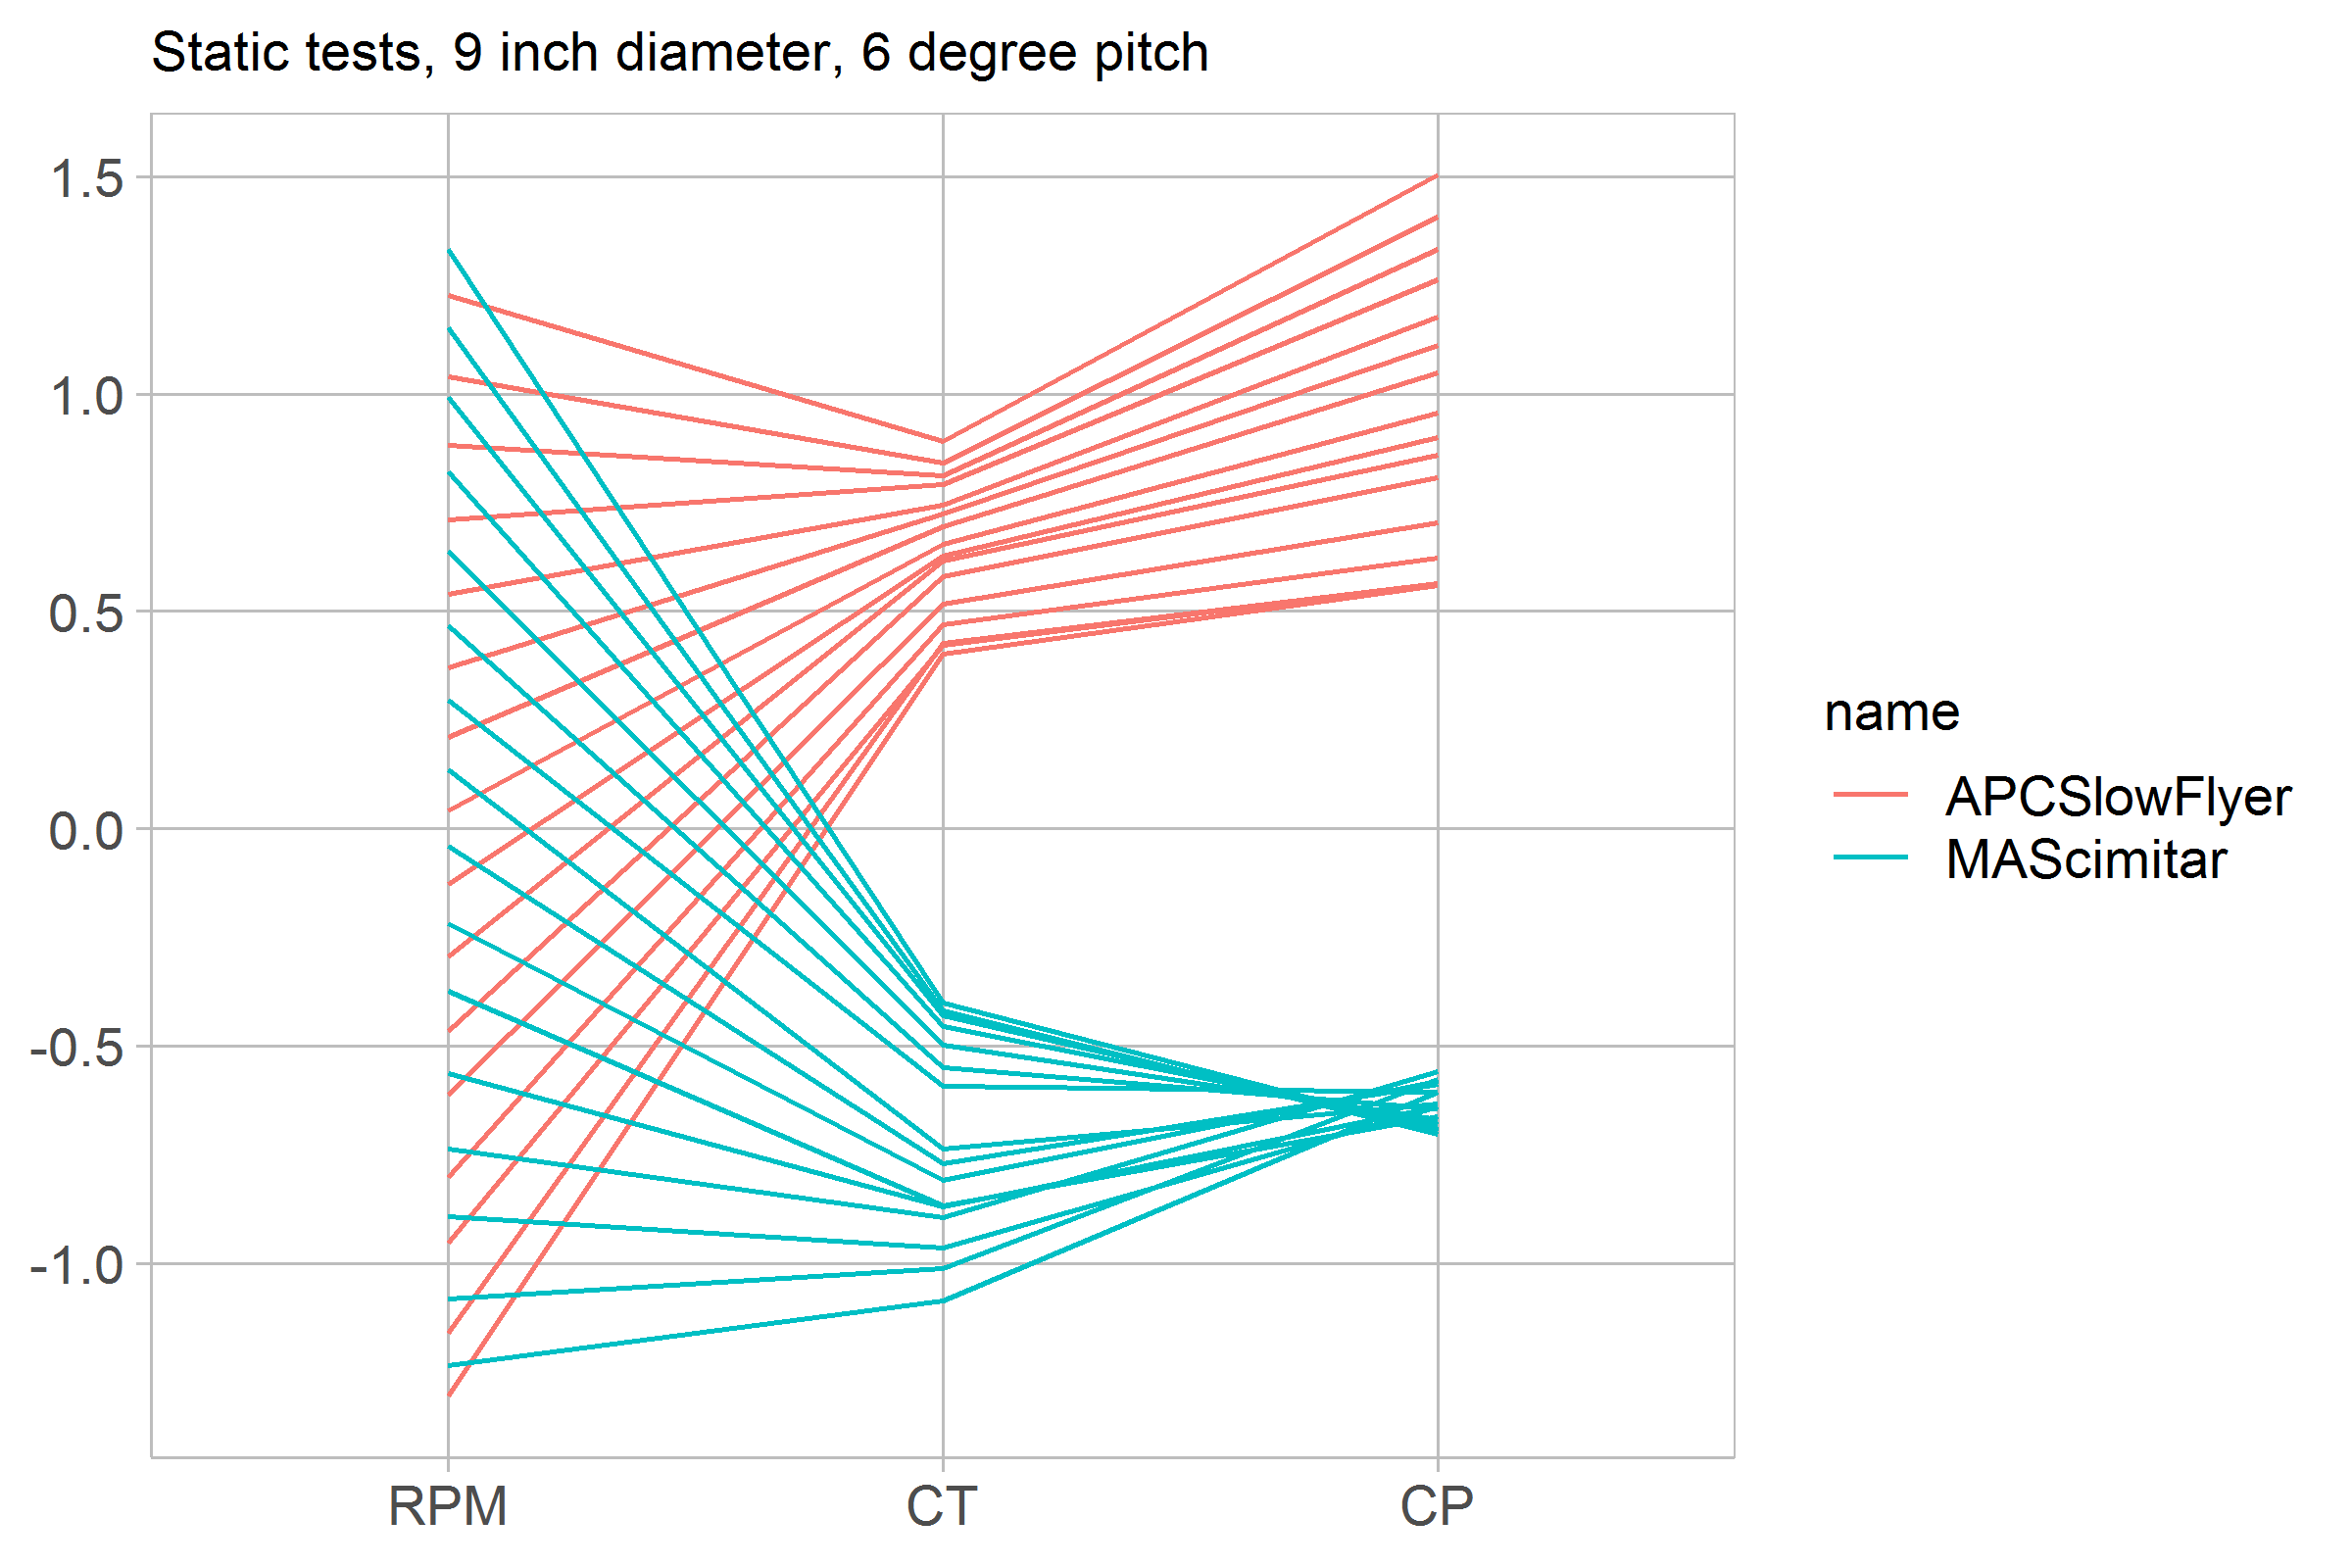 Static tests, 9 inch diameter, 6 degree pitch
1.5
1.0
0.5
0.0
-0.5
-1.0
RPM CT CP
name
APCSlowFlyer
MAScimitar